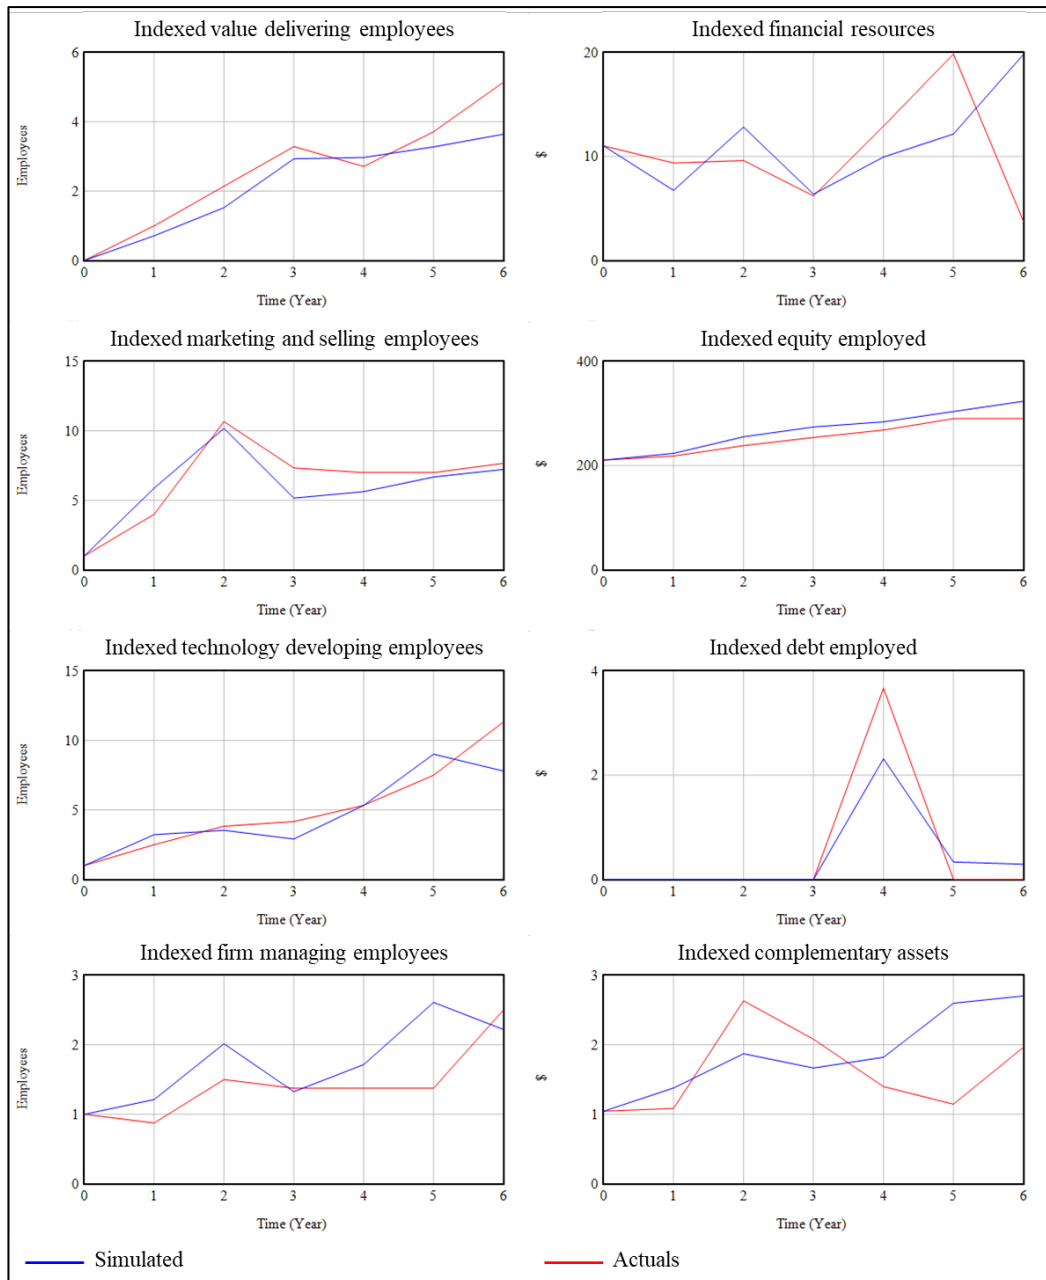 Indexed value delivering employees
6
4
2
0
Employees
0 1 2 3 4 5 6
Time (Year)
Indexed financial resources
20
10
0
$
0 1 2 3 4 5 6
Time (Year)
Indexed marketing and selling employees
15
10
5
0
Employees
0 1 2 3 4 5 6
Time (Year)
Indexed equity employed
400
200
0
$
0 1 2 3 4 5 6
Time (Year)
Indexed technology developing employees
15
10
5
0
Employees
0 1 2 3 4 5 6
Time (Year)
Indexed debt employed
4
2
0
$
0 1 2 3 4 5 6
Time (Year)
Indexed firm managing employees
3
2
1
0
Employees
0 1 2 3 4 5 6
Time (Year)
Indexed complementary assets
3
2
1
0
$
0 1 2 3 4 5 6
Time (Year)
Simulated
Actuals